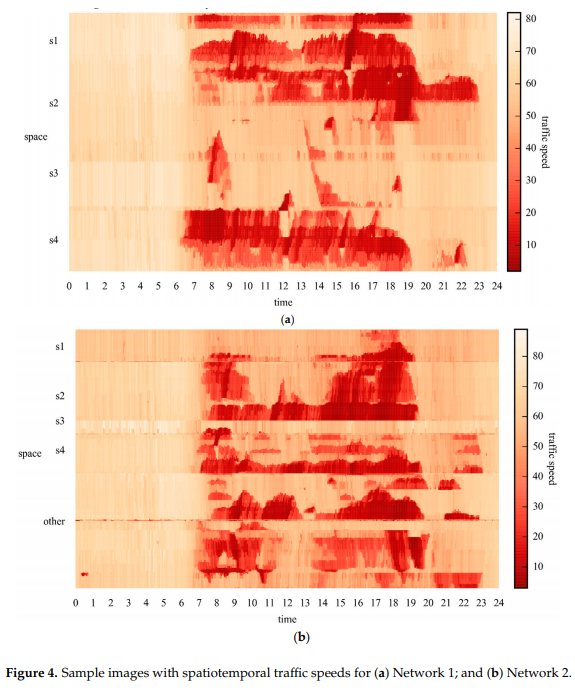 80
s1
70
60
s2
50
space
traffic speed
40
s3
30
20
s4
10
0 1 2 3 4 5 6 7 8 9 10 11 12 13 14 15 16 17 18 19 20 21 22 23 24
time
(a)
s1
80
70
s2
60
s3
50
space
s4
traffic speed
40
30
other
20
10
0 1 2 3 4 5 6 7 8 9 10 11 12 13 14 15 16 17 18 19 20 21 22 23 24
time
(b)
Figure 4. Sample images with spatiotemporal traffic speeds for (a) Network 1; and (b) Network 2.